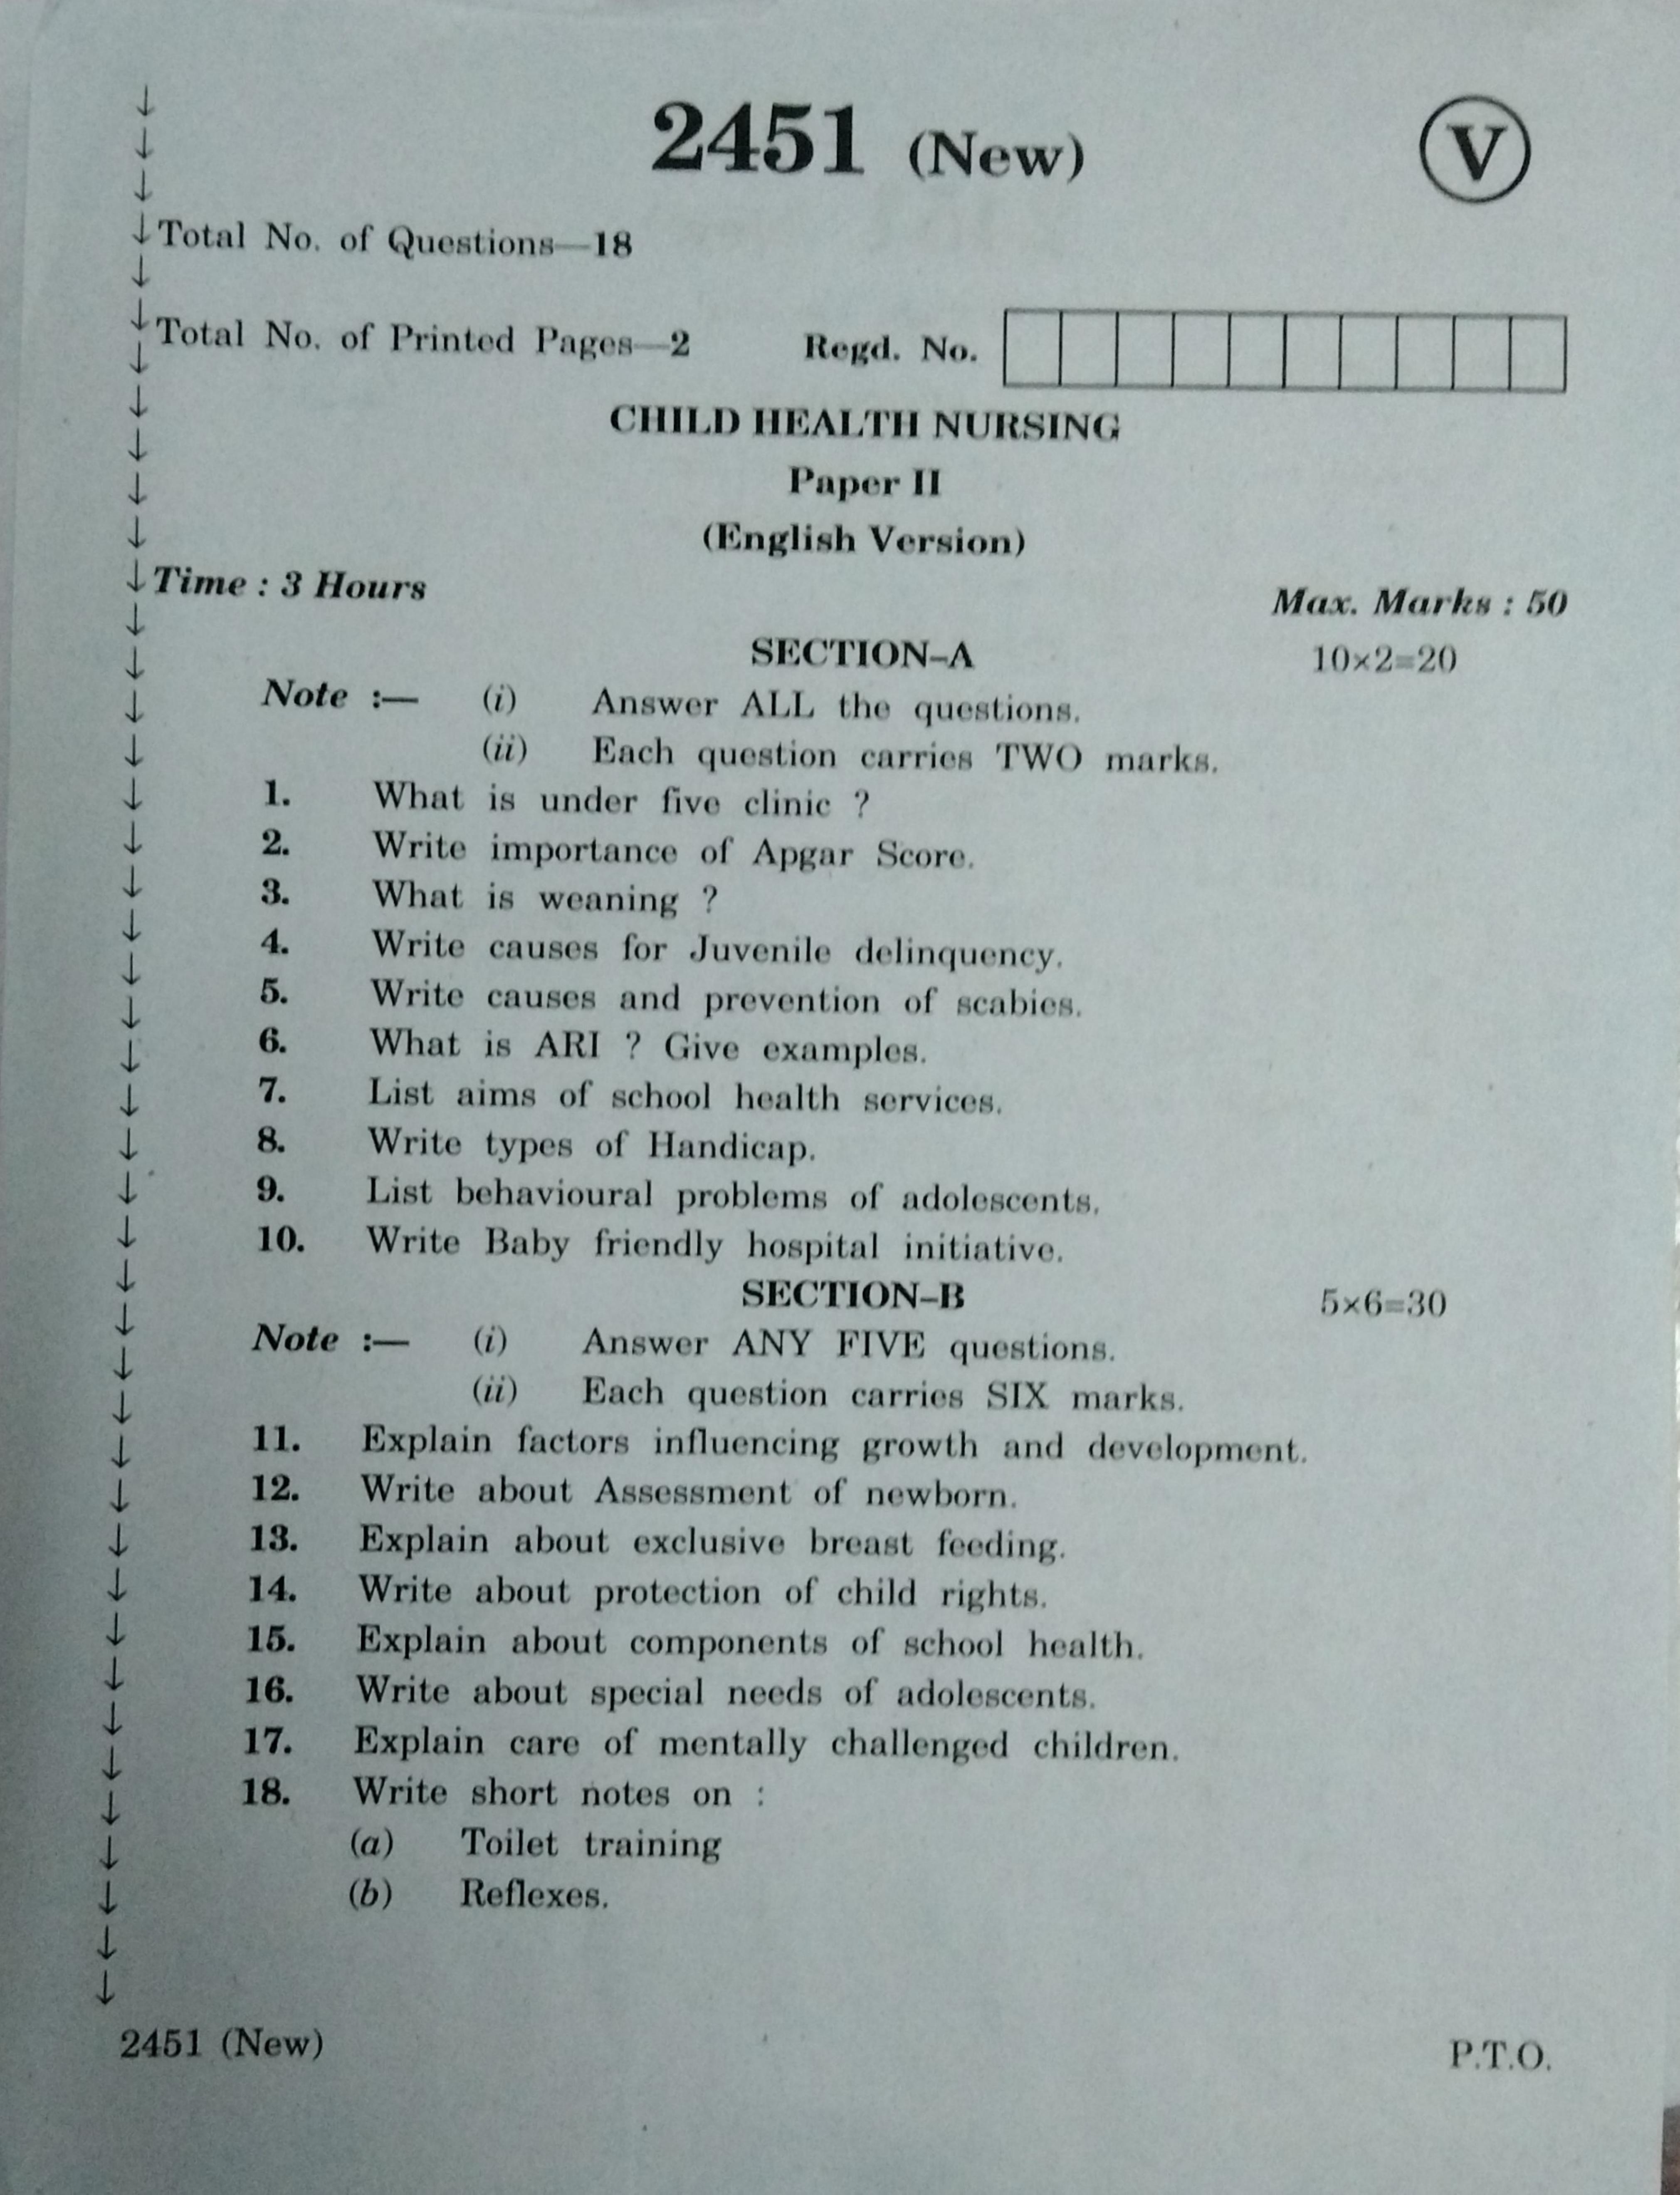 2451 (New)
V
Total No. of Questions—18
Total No. of Printed Pages—2 Regd. No.
CHILD HEALTH NURSING
Paper II
(English Version)
Time : 3 Hours
Max. Marks : 50
SECTION–A 10×2=20
Note :— (i) Answer ALL the questions.
(ii) Each question carries TWO marks.
1. What is under five clinic ?
2. Write importance of Apgar Score.
3. What is weaning ?
4. Write causes for Juvenile delinquency.
5. Write causes and prevention of scabies.
6. What is ARI ? Give examples.
7. List aims of school health services.
8. Write types of Handicap.
9. List behavioural problems of adolescents.
10. Write Baby friendly hospital initiative.
SECTION–B 5×6=30
Note :— (i) Answer ANY FIVE questions.
(ii) Each question carries SIX marks.
11. Explain factors influencing growth and development.
12. Write about Assessment of newborn.
13. Explain about exclusive breast feeding.
14. Write about protection of child rights.
15. Explain about components of school health.
16. Write about special needs of adolescents.
17. Explain care of mentally challenged children.
18. Write short notes on :
(a) Toilet training
(b) Reflexes.
2451 (New) P.T.O.